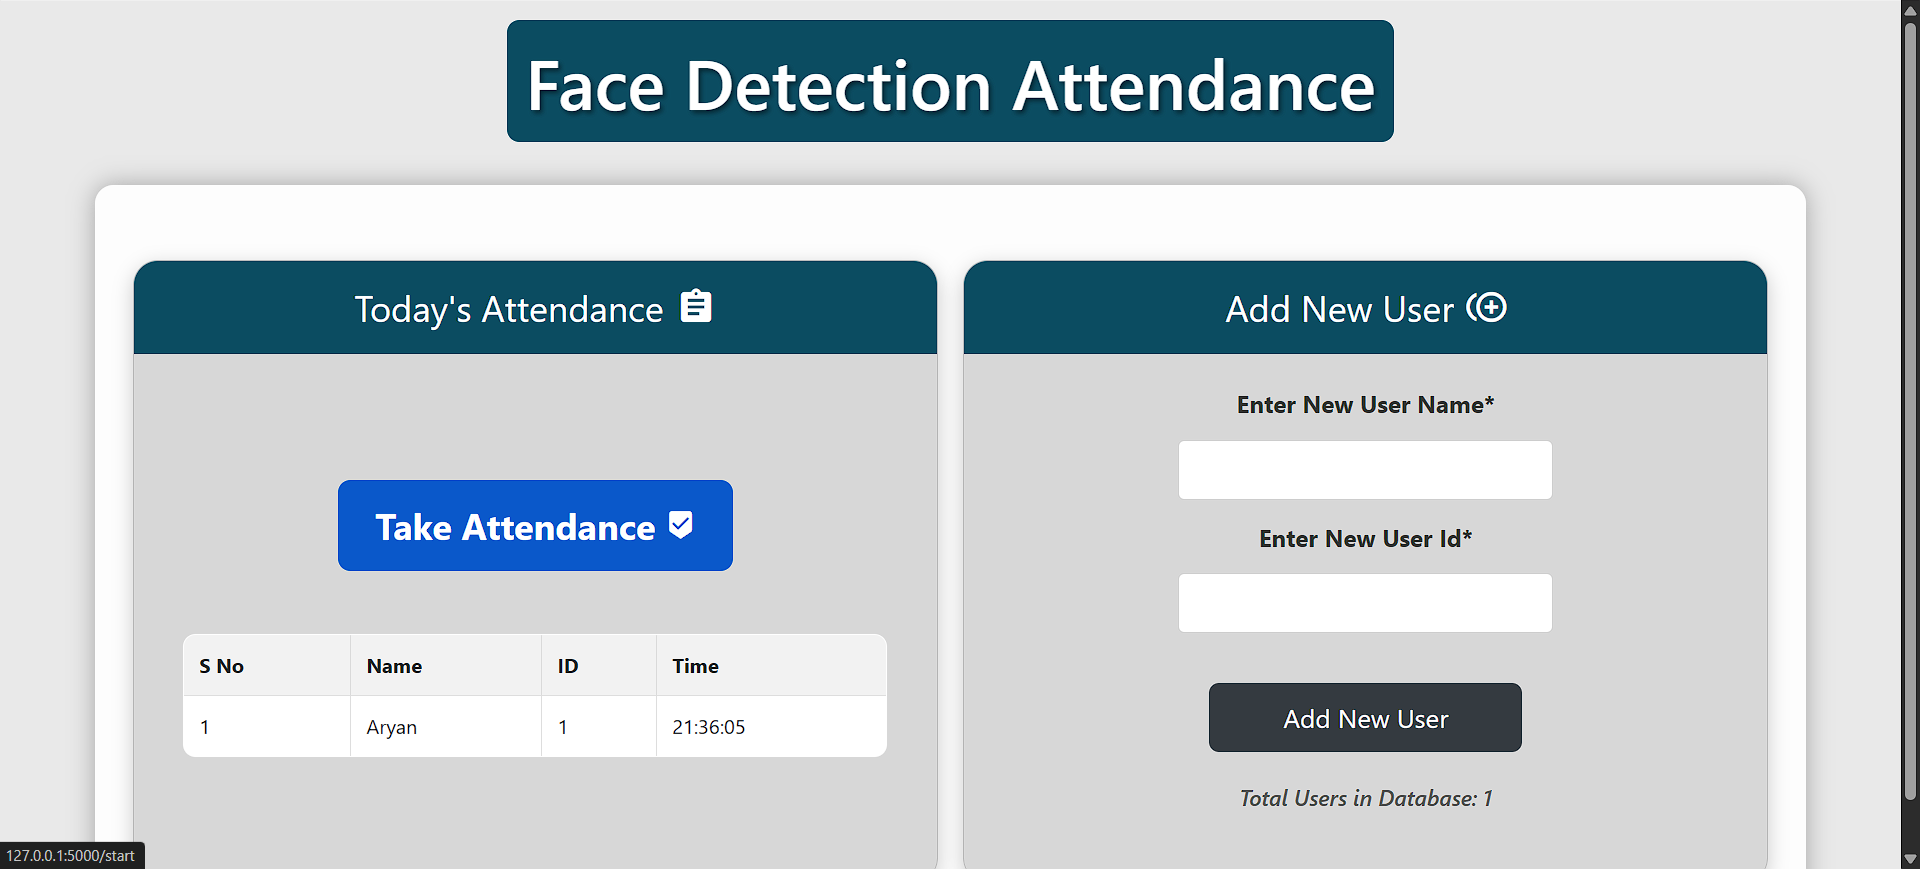 Face Detection Attendance
Today's Attendance
Take Attendance
S No Name ID Time
1 Aryan 1 21:36:05
Add New User
Enter New User Name*
Enter New User Id*
Add New User
Total Users in Database: 1
127.0.0.1:5000/start